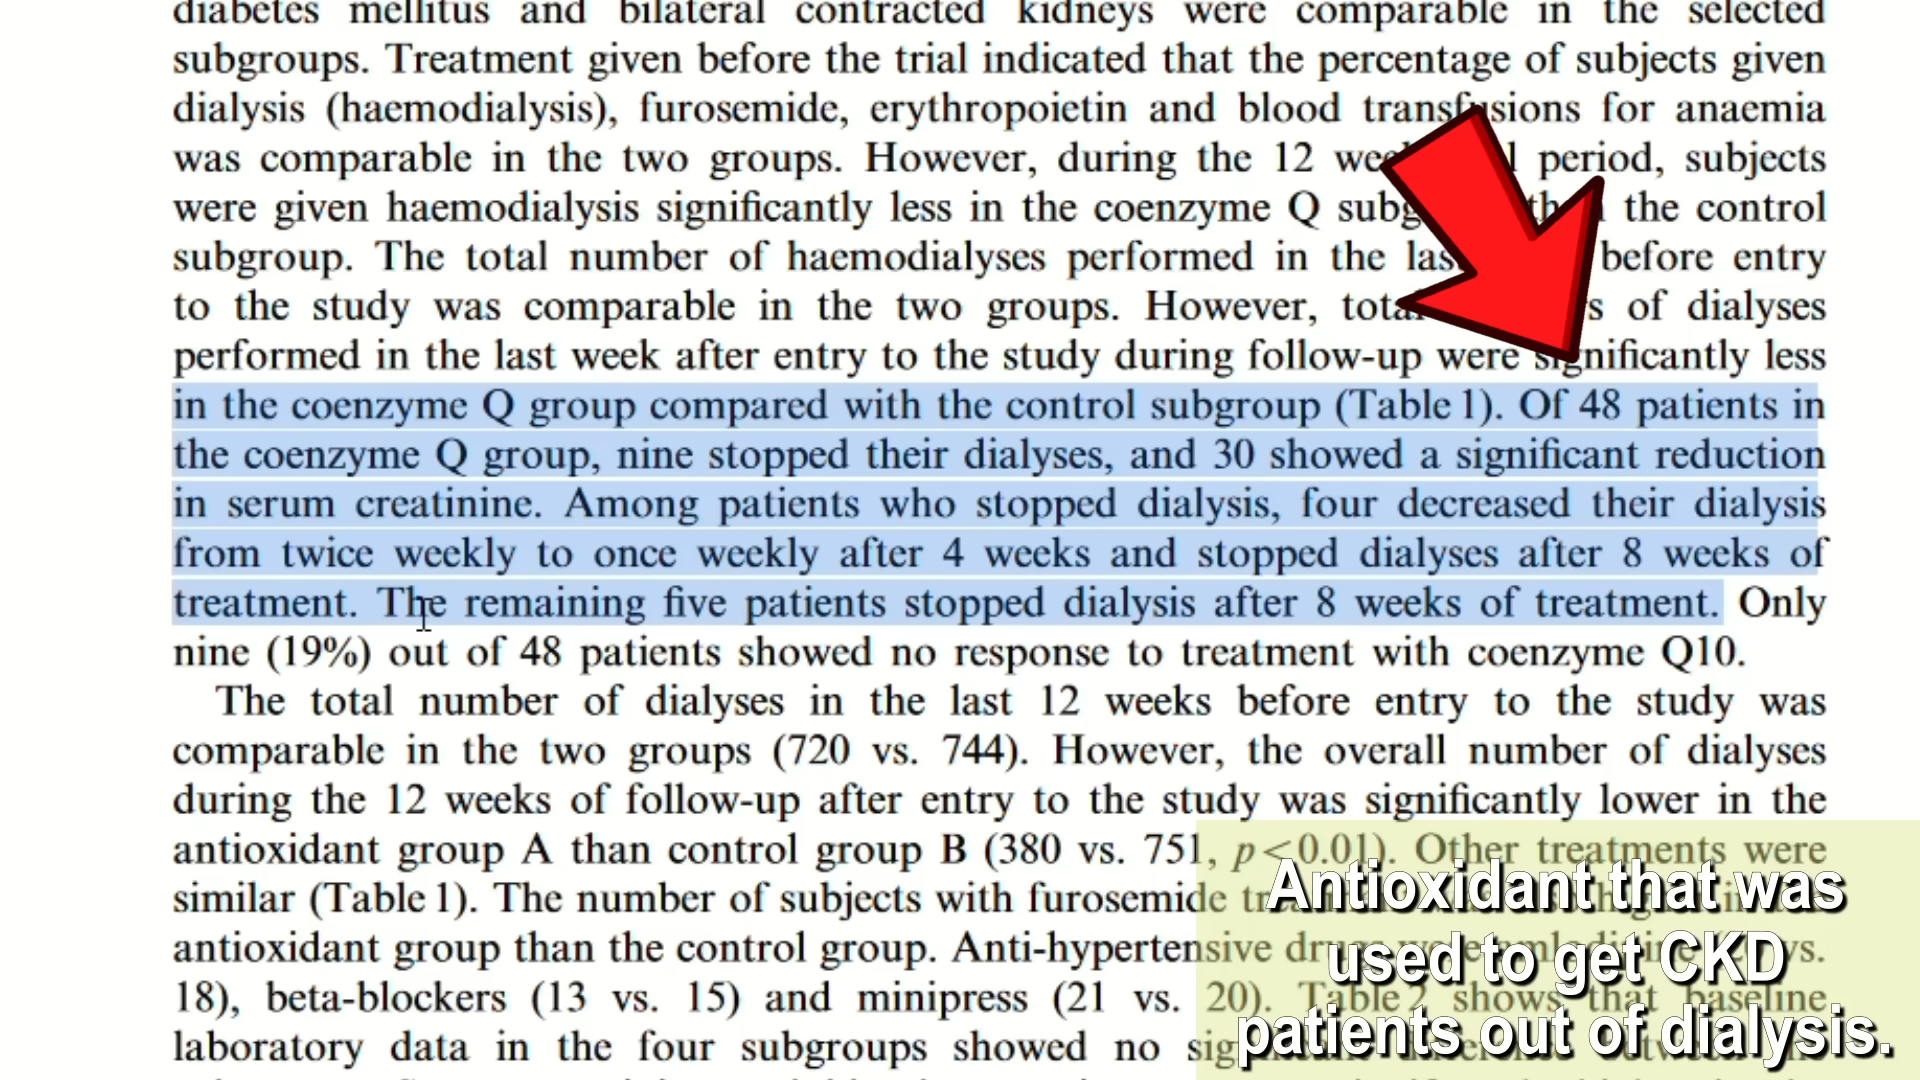 diabetes mellitus and bilateral contracted kidneys were comparable in the selected
subgroups. Treatment given before the trial indicated that the percentage of subjects given
dialysis (haemodialysis), furosemide, erythropoietin and blood transfusions for anaemia
was comparable in the two groups. However, during the 12 period, subjects
were given haemodialysis significantly less in the coenzyme Q the control
subgroup. The total number of haemodialyses performed in the before entry
to the study was comparable in the two groups. However, of dialyses
performed in the last week after entry to the study during follow-up were significantly less
in the coenzyme Q group compared with the control subgroup (Table 1). Of 48 patients in
the coenzyme Q group, nine stopped their dialyses, and 30 showed a significant reduction
in serum creatinine. Among patients who stopped dialysis, four decreased their dialysis
from twice weekly to once weekly after 4 weeks and stopped dialyses after 8 weeks of
treatment. The remaining five patients stopped dialysis after 8 weeks of treatment. Only
nine (19%) out of 48 patients showed no response to treatment with coenzyme Q10.
The total number of dialyses in the last 12 weeks before entry to the study was
comparable in the two groups (720 vs. 744). However, the overall number of dialyses
during the 12 weeks of follow-up after entry to the study was significantly lower in the
antioxidant group A than control group B (380 vs. 751, p<0.01). Other treatments were
similar (Table 1). The number of subjects with furosemide
antioxidant group than the control group. Anti-hypertensive vs.
18), beta-blockers (13 vs. 15) and minipress (21 vs. 20). Table 2 shows that baseline
laboratory data in the four subgroups showed no
Antioxidant that was
used to get CKD
patients out of dialysis.